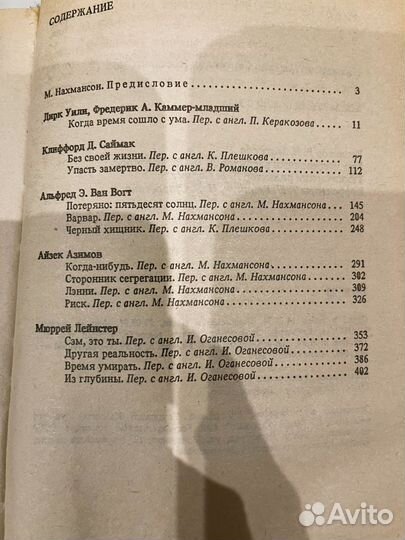 СОДЕРЖАНИЕ
М. Нахмансон. Предисловие . . . . . . . . . . . . . . . . . . . . . 3
Дирк Уили, Фредерик А. Каммер-младший
Когда время сошло с ума. Пер. с англ. П. Керакозова . . . . . 11
Клиффорд Д. Саймак
Без своей жизни. Пер. с англ. К. Плешкова . . . . . . . . . . . 77
Упасть замертво. Пер. с англ. В. Романова . . . . . . . . . . . 112
Альфред Э. Ван Вогт
Потеряно: пятьдесят солнц. Пер. с англ. М. Нахмансона . . . 145
Варвар. Пер. с англ. М. Нахмансона . . . . . . . . . . . . . . . 204
Черный хищник. Пер. с англ. К. Плешкова . . . . . . . . . . . 248
Айзек Азимов
Когда-нибудь. Пер. с англ. М. Нахмансона . . . . . . . . . . . 291
Сторонник сегрегации. Пер. с англ. М. Нахмансона . . . . . . 302
Лэнни. Пер. с англ. М. Нахмансона . . . . . . . . . . . . . . . . 309
Риск. Пер. с англ. М. Нахмансона . . . . . . . . . . . . . . . . . 326
Мюррей Лейнстер
Сэм, это ты. Пер. с англ. И. Оганесовой . . . . . . . . . . . . . 353
Другая реальность. Пер. с англ. И. Оганесовой . . . . . . . . . 372
Время умирать. Пер. с англ. И. Оганесовой . . . . . . . . . . . 386
Из глубины. Пер. с англ. И. Оганесовой . . . . . . . . . . . . . 402
Avito